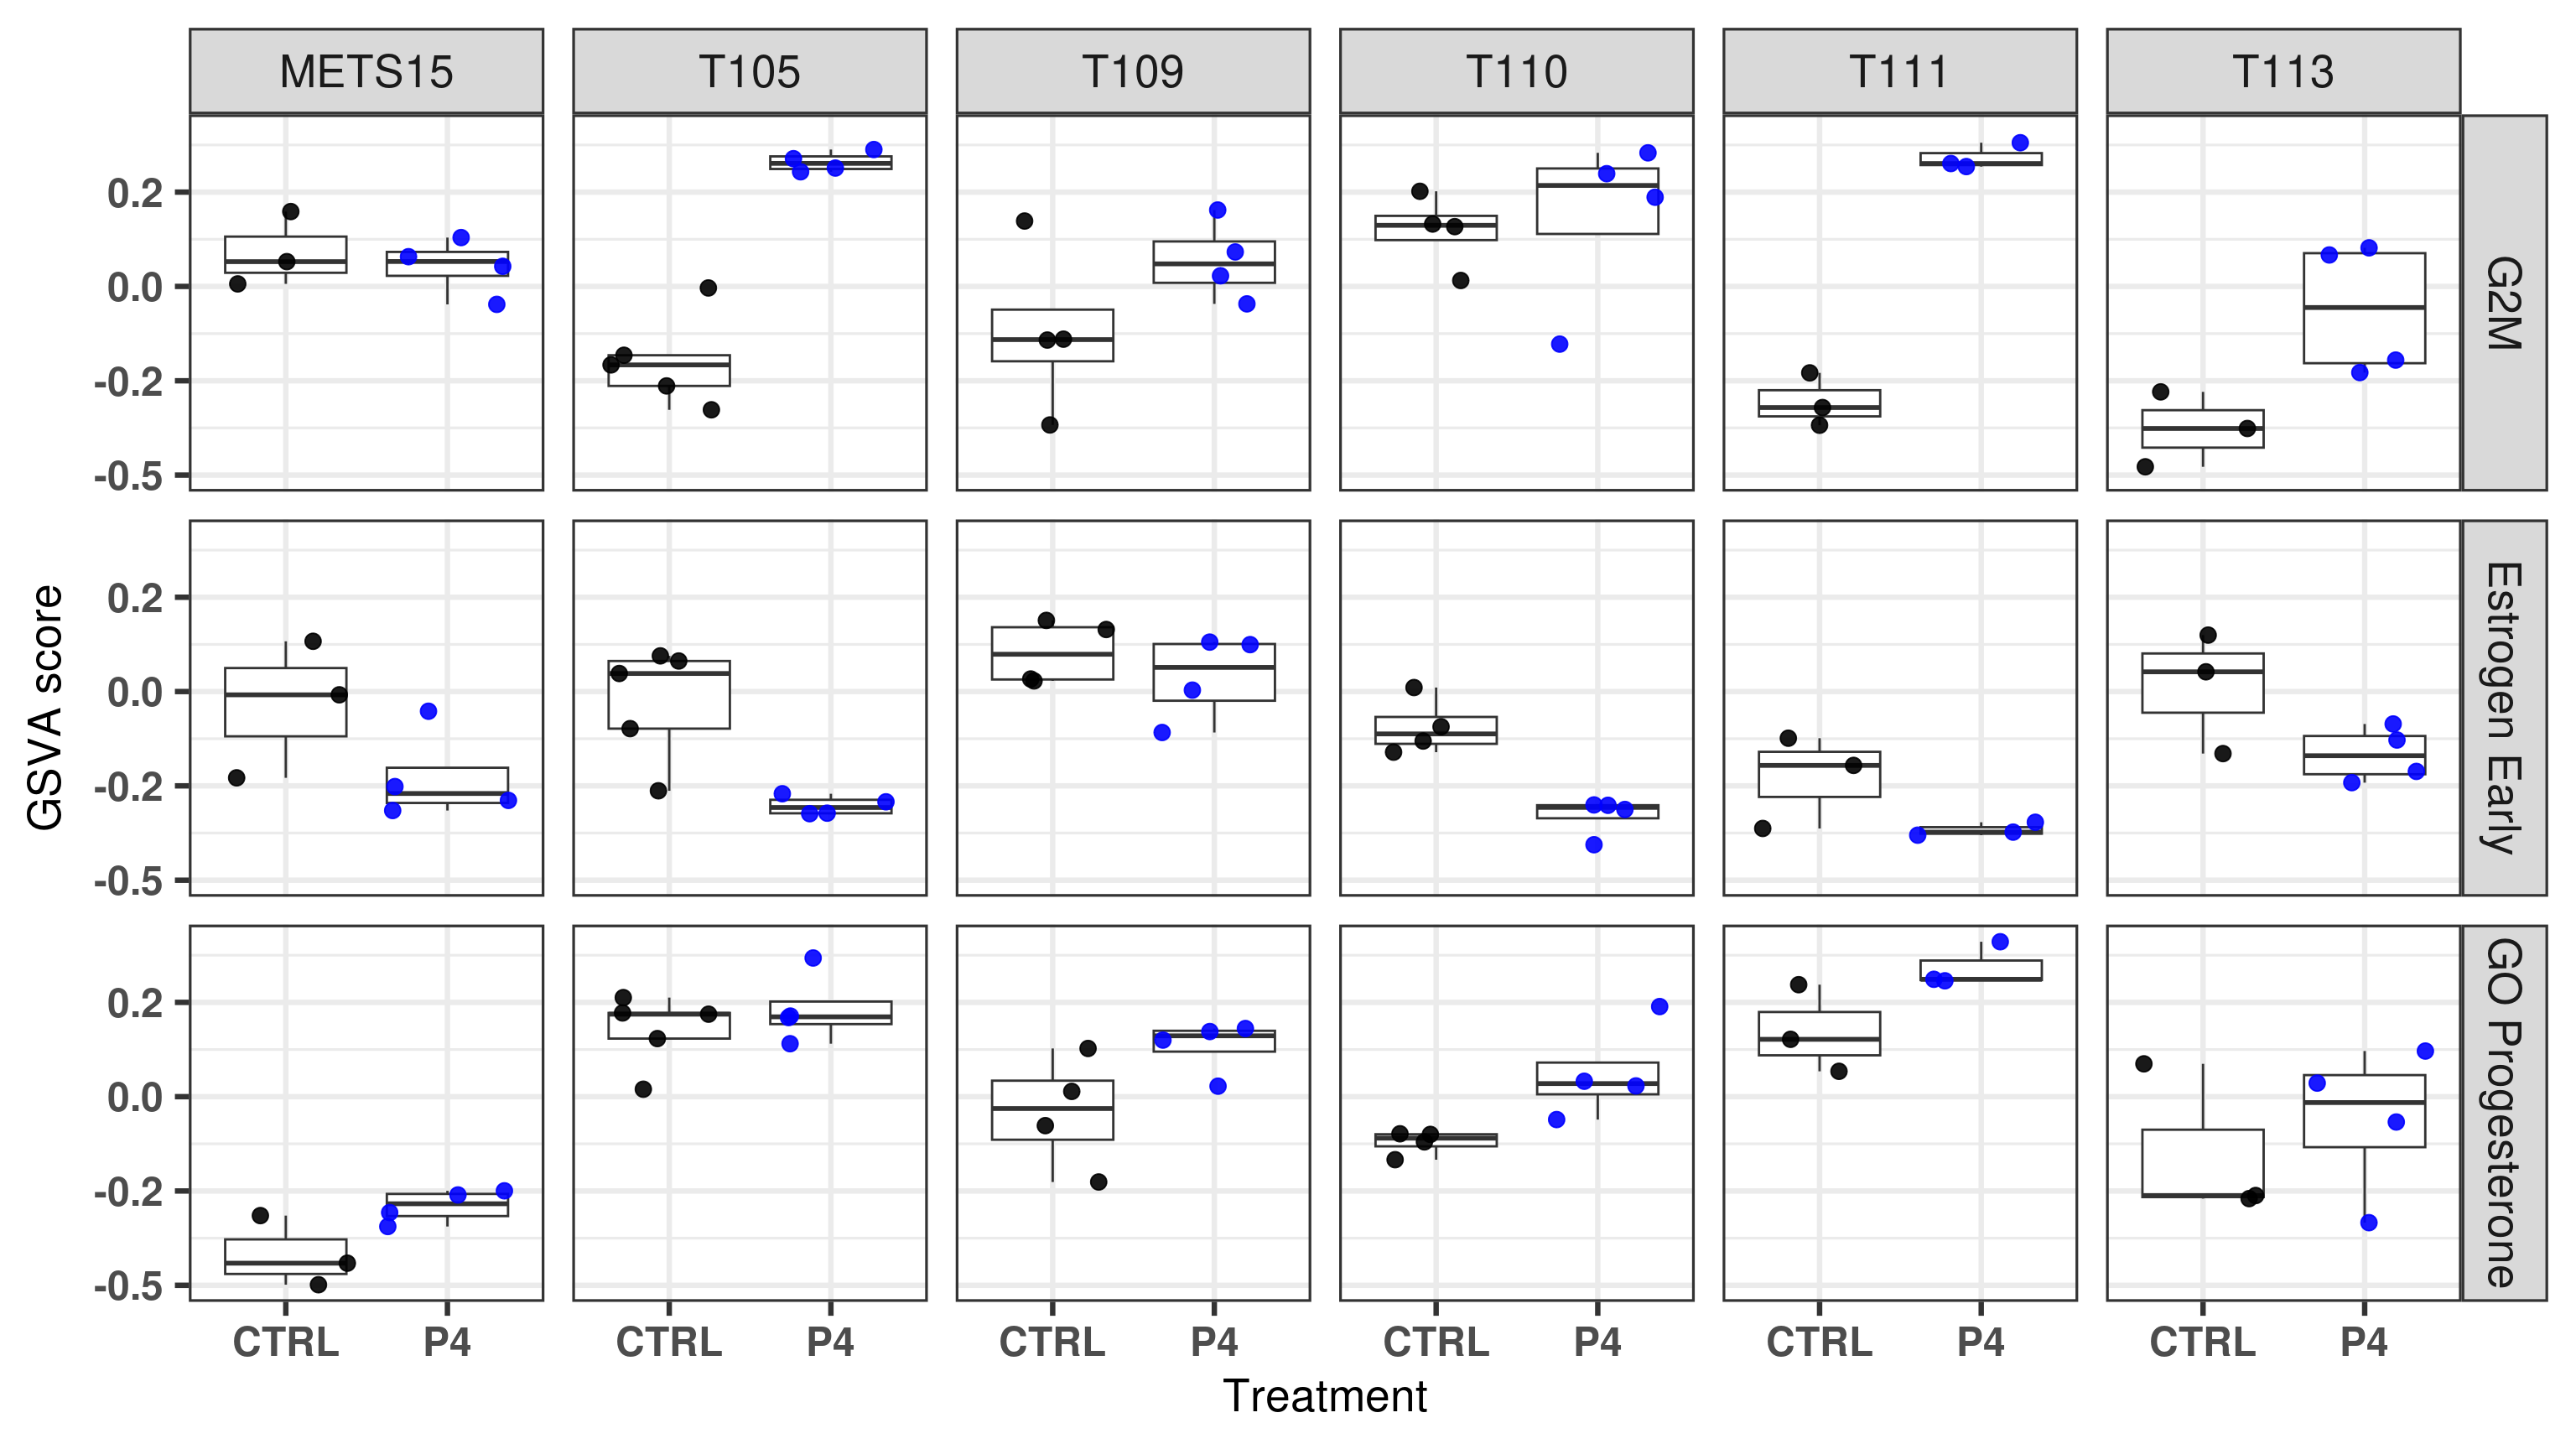 METS15 T105 T109 T110 T111 T113
G2M
0.2
0.0
-0.2
-0.5
Estrogen Early
0.2
0.0
-0.2
-0.5
GO Progesterone
0.2
0.0
-0.2
-0.5
GSVA score
CTRL P4 CTRL P4 CTRL P4 CTRL P4 CTRL P4 CTRL P4
Treatment